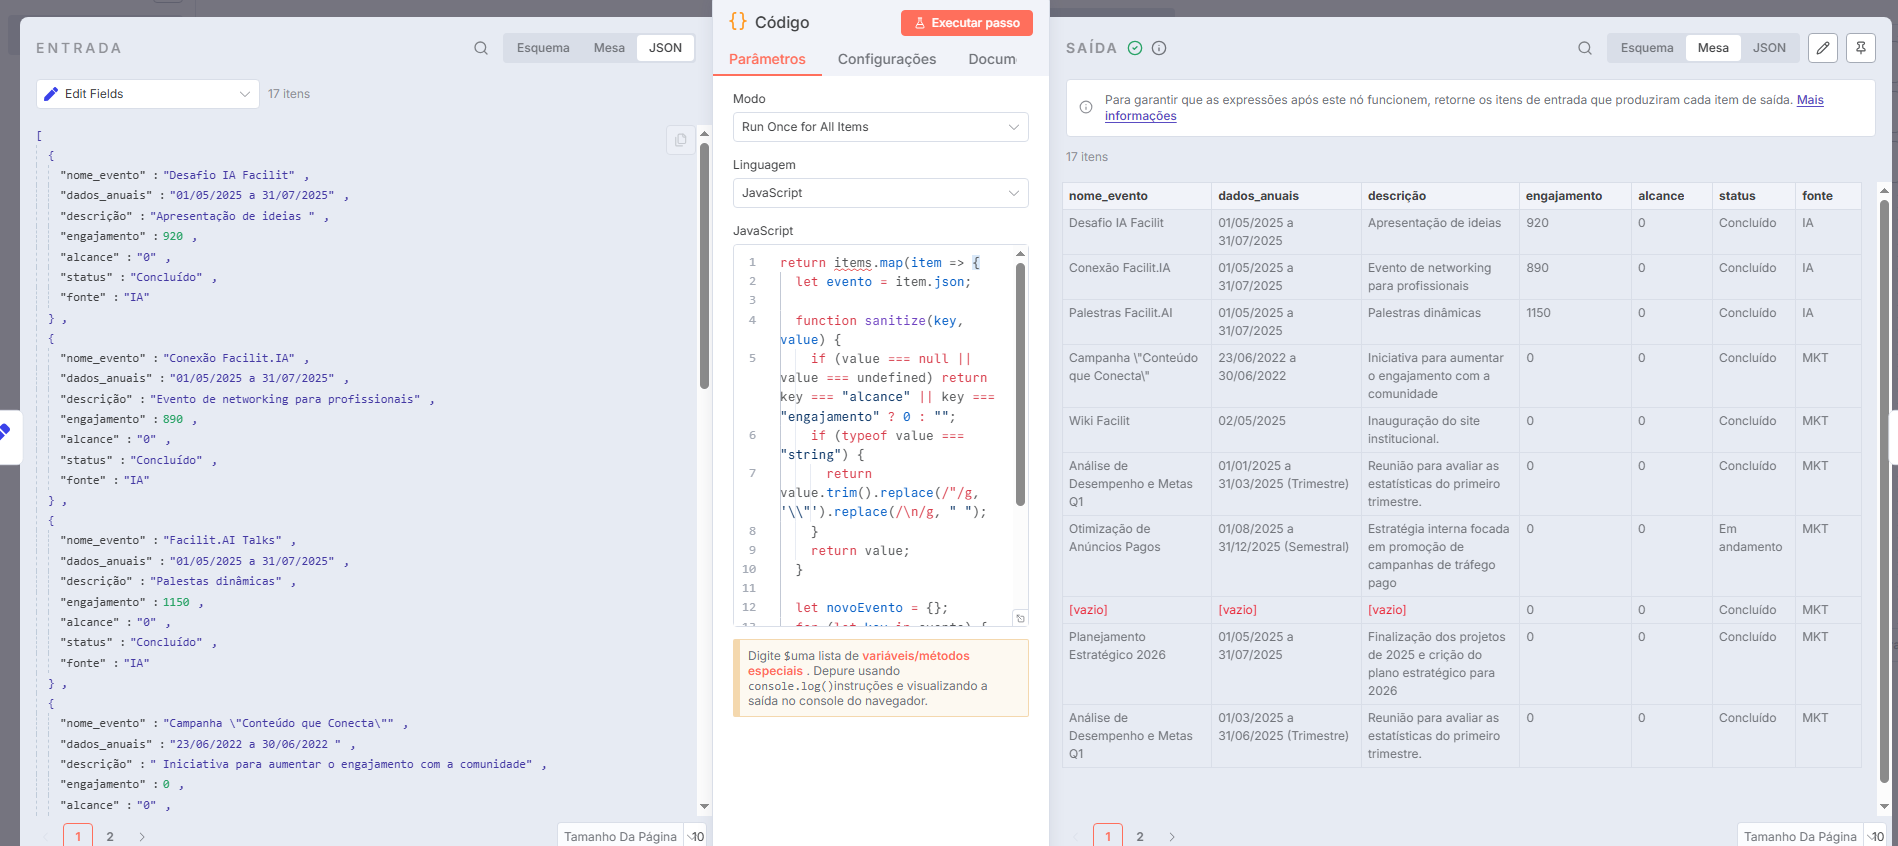 ENTRADA
Esquema
Mesa
JSON
Edit Fields
17 itens
[
{
"nome_evento" : "Desafio IA Facilit" ,
"dados_anuais" : "01/05/2025 a 31/07/2025" ,
"descrição" : "Apresentação de ideias " ,
"engajamento" : 920 ,
"alcance" : "0" ,
"status" : "Concluído" ,
"fonte" : "IA"
} ,
{
"nome_evento" : "Conexão Facilit.IA" ,
"dados_anuais" : "01/05/2025 a 31/07/2025" ,
"descrição" : "Evento de networking para profissionais" ,
"engajamento" : 890 ,
"alcance" : "0" ,
"status" : "Concluído" ,
"fonte" : "IA"
} ,
{
"nome_evento" : "Facilit.AI Talks" ,
"dados_anuais" : "01/05/2025 a 31/07/2025" ,
"descrição" : "Palestas dinâmicas" ,
"engajamento" : 1150 ,
"alcance" : "0" ,
"status" : "Concluído" ,
"fonte" : "IA"
} ,
{
"nome_evento" : "Campanha \"Conteúdo que Conecta\"" ,
"dados_anuais" : "23/06/2022 a 30/06/2022 " ,
"descrição" : " Iniciativa para aumentar o engajamento com a comunidade" ,
"engajamento" : 0 ,
"alcance" : "0" ,
1
2
Tamanho Da Página
10
{} Código
Executar passo
Parâmetros
Configurações
Docum
Modo
Run Once for All Items
Linguagem
JavaScript
JavaScript
1 return items.map(item => {
2 let evento = item.json;
3
4 function sanitize(key,
value) {
5 if (value === null ||
value === undefined) return
key === "alcance" || key ===
"engajamento" ? 0 : "";
6 if (typeof value ===
"string") {
7 return
value.trim().replace(/"/g,
'\\"').replace(/\n/g, " ");
8 }
9 return value;
10 }
11
12 let novoEvento = {};
13 for (let key in evento) {
Digite $uma lista de variáveis/métodos
especiais . Depure usando
console.log()instruções e visualizando a
saída no console do navegador.
SAÍDA
Esquema
Mesa
JSON
Para garantir que as expressões após este nó funcionem, retorne os itens de entrada que produziram cada item de saída. Mais
informações
17 itens
nome_evento dados_anuais descrição engajamento alcance status fonte
Desafio IA Facilit 01/05/2025 a Apresentação de ideias 920 0 Concluído IA
31/07/2025
Conexão Facilit.IA 01/05/2025 a Evento de networking 890 0 Concluído IA
31/07/2025 para profissionais
Palestras Facilit.AI 01/05/2025 a Palestras dinâmicas 1150 0 Concluído IA
31/07/2025
Campanha \"Conteúdo 23/06/2022 a Iniciativa para aumentar 0 0 Concluído MKT
que Conecta\" 30/06/2022 o engajamento com a
comunidade
Wiki Facilit 02/05/2025 Inauguração do site 0 0 Concluído MKT
institucional.
Análise de 01/01/2025 a Reunião para avaliar as 0 0 Concluído MKT
Desempenho e Metas 31/03/2025 (Trimestre) estatísticas do primeiro
Q1 trimestre.
Otimização de 01/08/2025 a Estratégia interna focada 0 0 Em MKT
Anúncios Pagos 31/12/2025 (Semestral) em promoção de andamento
campanhas de tráfego
pago
[vazio] [vazio] [vazio] 0 0 Concluído MKT
Planejamento 01/05/2025 a Finalização dos projetos 0 0 Concluído MKT
Estratégico 2026 31/07/2025 de 2025 e crição do
plano estratégico para
2026
Análise de 01/03/2025 a Reunião para avaliar as 0 0 Concluído MKT
Desempenho e Metas 31/06/2025 (Trimestre) estatísticas do primeiro
Q1 trimestre.
1
2
Tamanho Da Página
10